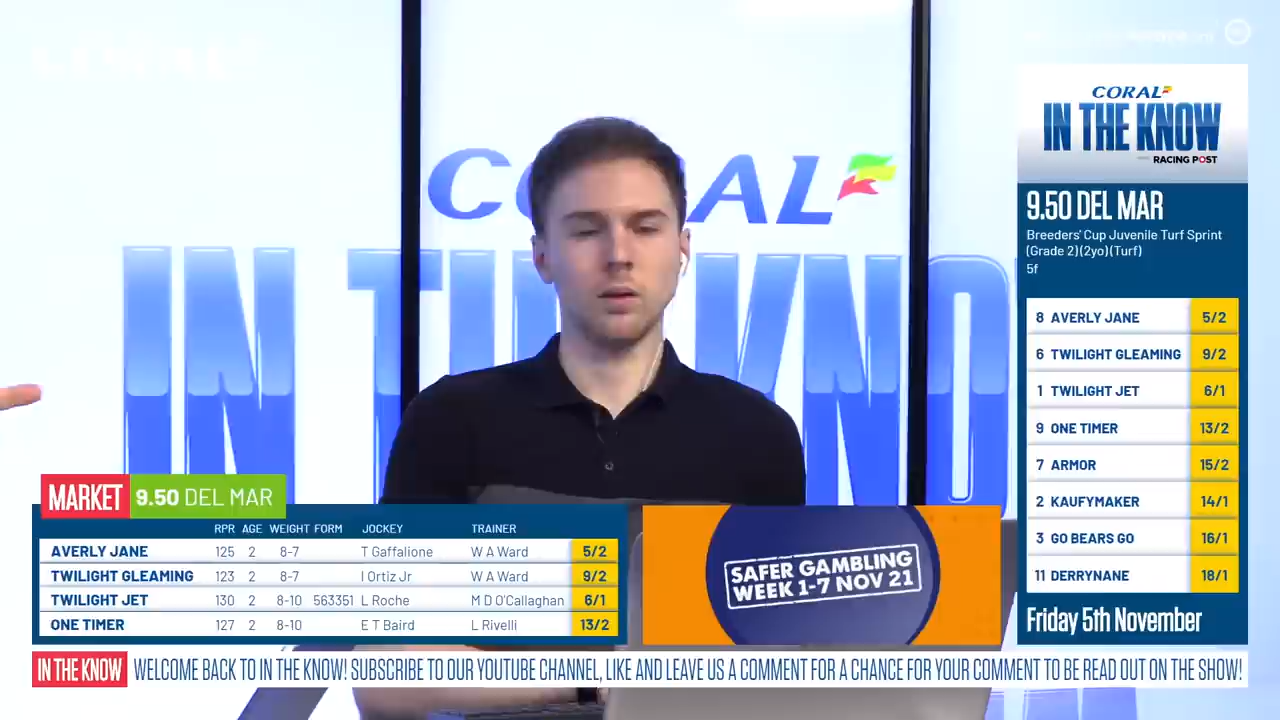 CORAL
IN THE KNOW
CORAL
IN THE KNOW
RACING POST
9.50 DEL MAR
Breeders' Cup Juvenile Turf Sprint
(Grade 2)(2yo)(Turf)
5f
8 AVERLY JANE 5/2
6 TWILIGHT GLEAMING 9/2
1 TWILIGHT JET 6/1
9 ONE TIMER 13/2
7 ARMOR 15/2
2 KAUFYMAKER 14/1
3 GO BEARS GO 16/1
11 DERRYNANE 18/1
Friday 5th November
MARKET 9.50 DEL MAR
RPR AGE WEIGHT FORM JOCKEY TRAINER
AVERLY JANE 125 2 8-7 T Gaffalione W A Ward 5/2
TWILIGHT GLEAMING 123 2 8-7 I Ortiz Jr W A Ward 9/2
TWILIGHT JET 130 2 8-10 563351 L Roche M D O'Callaghan 6/1
ONE TIMER 127 2 8-10 E T Baird L Rivelli 13/2
SAFER GAMBLING
WEEK 1-7 NOV 21
IN THE KNOW WELCOME BACK TO IN THE KNOW! SUBSCRIBE TO OUR YOUTUBE CHANNEL, LIKE AND LEAVE US A COMMENT FOR A CHANCE FOR YOUR COMMENT TO BE READ OUT ON THE SHOW!